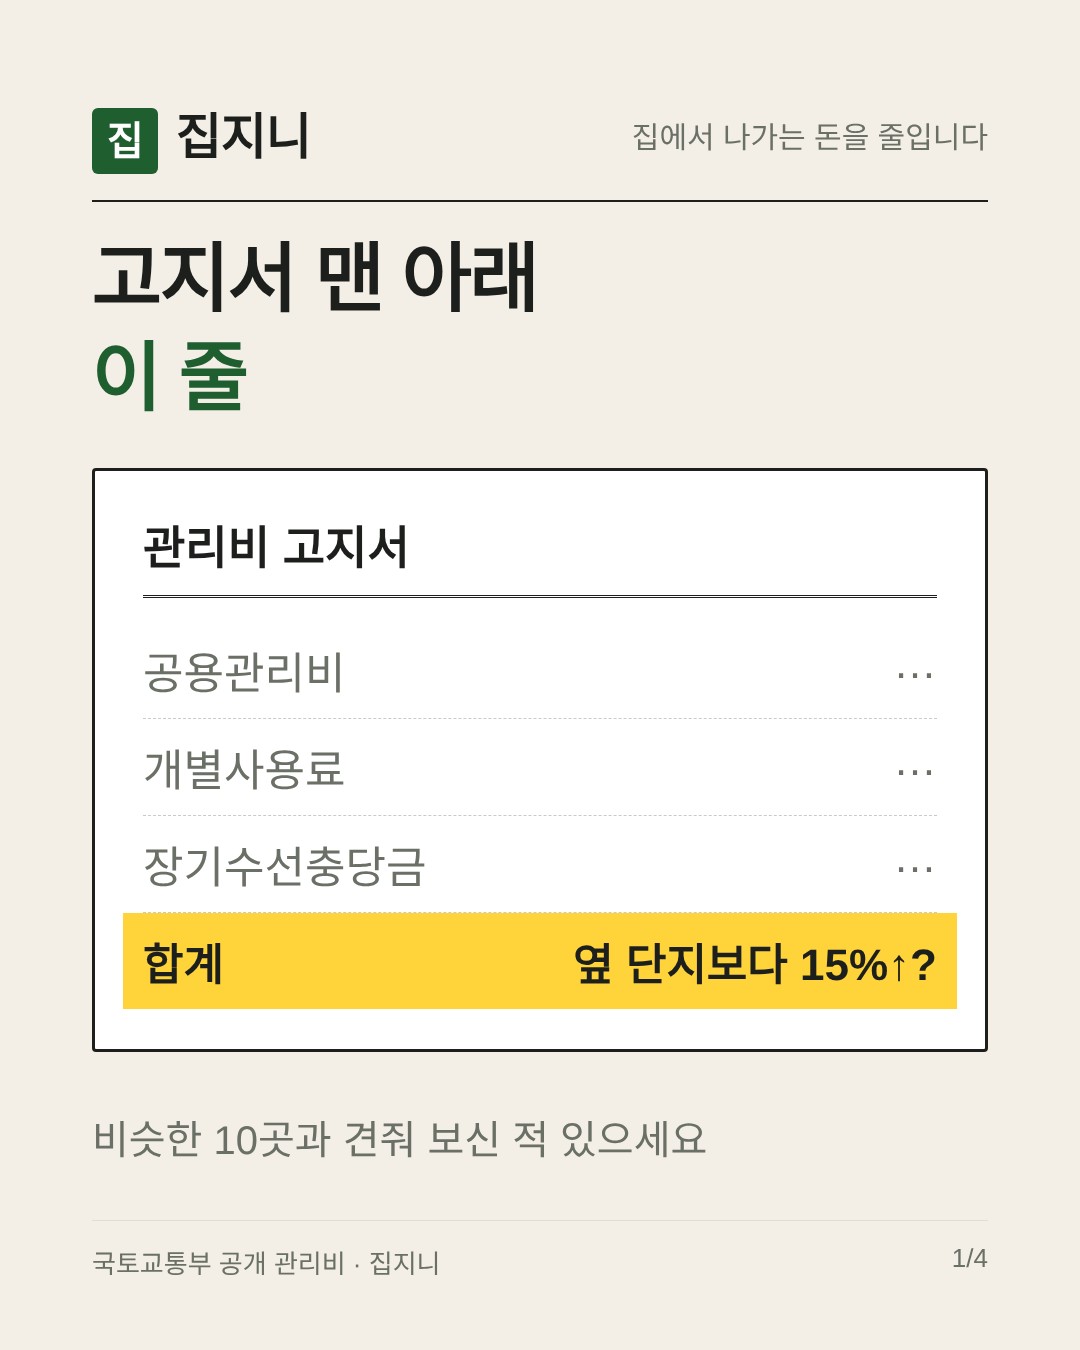 집 집지니 집에서 나가는 돈을 줄입니다
고지서 맨 아래
이 줄
관리비 고지서
공용관리비 ...
개별사용료 ...
장기수선충당금 ...
합계 옆 단지보다 15%↑?
비슷한 10곳과 견줘 보신 적 있으세요
국토교통부 공개 관리비 · 집지니 1/4